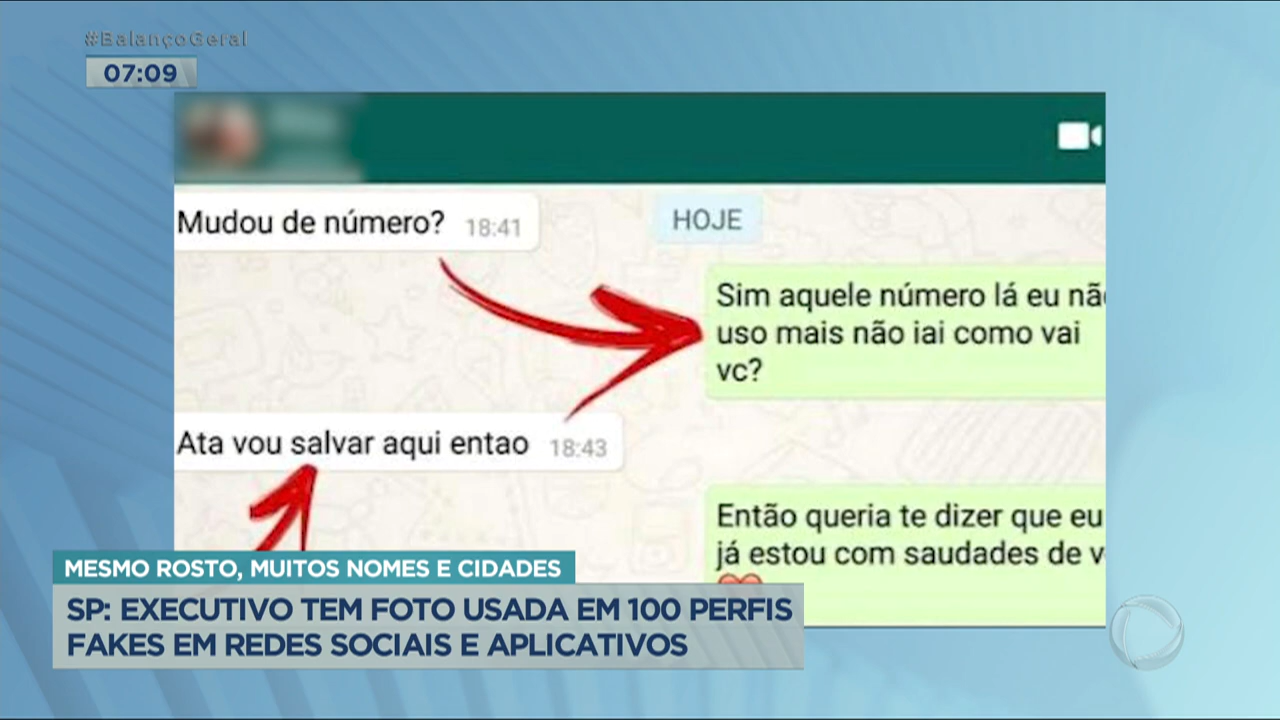 #BalançoGeral
07:09
Mudou de número? 18:41
HOJE
Sim aquele número lá eu nã
uso mais não iai como vai
vc?
Ata vou salvar aqui entao 18:43
Então queria te dizer que eu
já estou com saudades de v
MESMO ROSTO, MUITOS NOMES E CIDADES
SP: EXECUTIVO TEM FOTO USADA EM 100 PERFIS
FAKES EM REDES SOCIAIS E APLICATIVOS